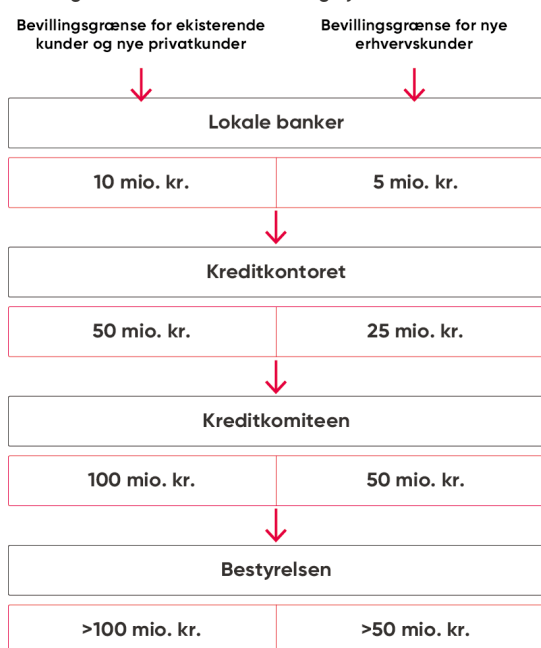 Bevillingsgrænse for ekisterende
kunder og nye privatkunder
Bevillingsgrænse for nye
erhvervskunder
Lokale banker
10 mio. kr.
5 mio. kr.
Kreditkontoret
50 mio. kr.
25 mio. kr.
Kreditkomiteen
100 mio. kr.
50 mio. kr.
Bestyrelsen
>100 mio. kr.
>50 mio. kr.